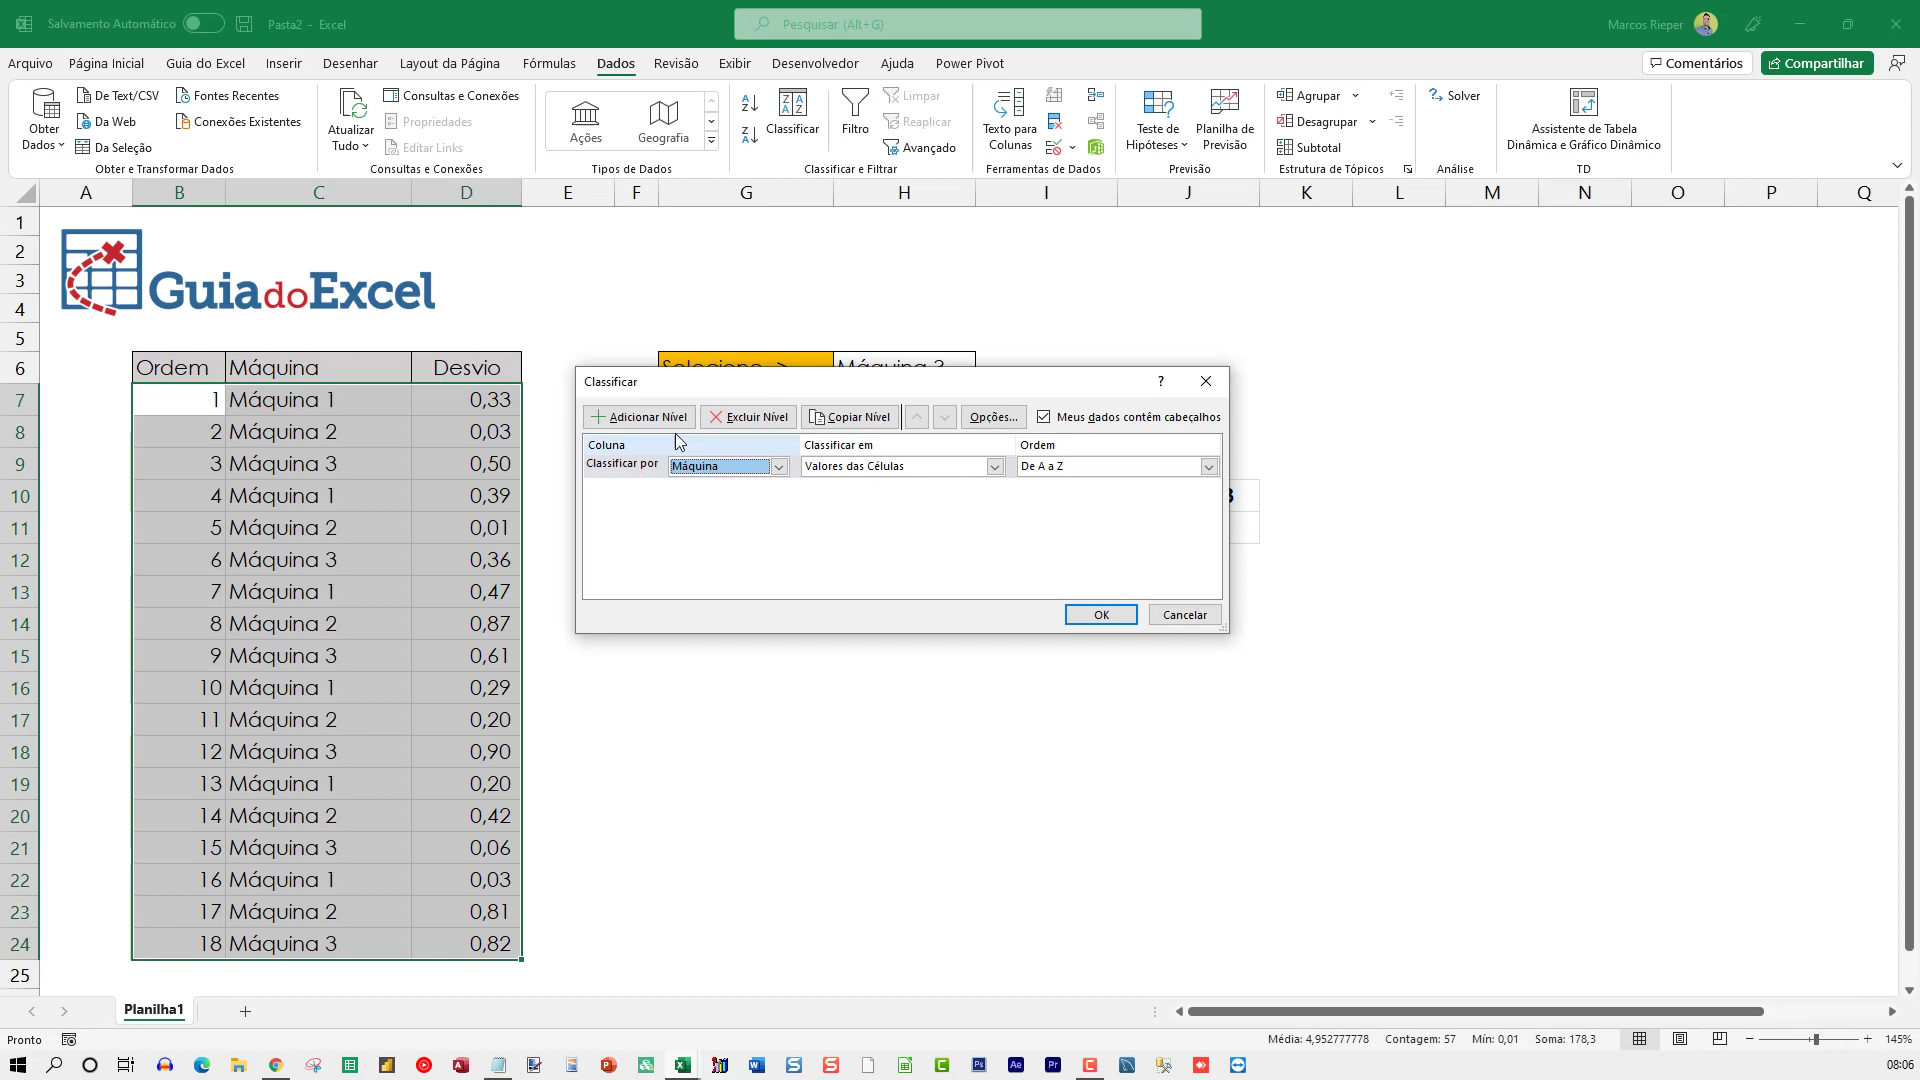 Salvamento Automático
Pasta2 - Excel
Pesquisar (Alt+G)
Marcos Rieper
Arquivo
Página Inicial
Guia do Excel
Inserir
Desenhar
Layout da Página
Fórmulas
Dados
Revisão
Exibir
Desenvolvedor
Ajuda
Power Pivot
Comentários
Compartilhar
Obter
Dados
De Text/CSV
Da Web
Da Seleção
Fontes Recentes
Conexões Existentes
Obter e Transformar Dados
Atualizar
Tudo
Consultas e Conexões
Propriedades
Editar Links
Consultas e Conexões
Ações
Geografia
Tipos de Dados
Classificar
Filtro
Limpar
Reaplicar
Avançado
Classificar e Filtrar
Texto para
Colunas
Ferramentas de Dados
Teste de
Hipóteses
Planilha de
Previsão
Previsão
Agrupar
Desagrupar
Subtotal
Estrutura de Tópicos
Solver
Análise
Assistente de Tabela
Dinâmica e Gráfico Dinâmico
TD
A B C D E F G H I J K L M N O P Q
1
2
3
4
5
GuiadoExcel
6 Ordem Máquina Desvio
7 1 Máquina 1 0,33
8 2 Máquina 2 0,03
9 3 Máquina 3 0,50
10 4 Máquina 1 0,39
11 5 Máquina 2 0,01
12 6 Máquina 3 0,36
13 7 Máquina 1 0,47
14 8 Máquina 2 0,87
15 9 Máquina 3 0,61
16 10 Máquina 1 0,29
17 11 Máquina 2 0,20
18 12 Máquina 3 0,90
19 13 Máquina 1 0,20
20 14 Máquina 2 0,42
21 15 Máquina 3 0,06
22 16 Máquina 1 0,03
23 17 Máquina 2 0,81
24 18 Máquina 3 0,82
25
Classificar
?
Adicionar Nível
Excluir Nível
Copiar Nível
Opções...
Meus dados contêm cabeçalhos
Coluna
Classificar em
Ordem
Classificar por
Máquina
Valores das Células
De A a Z
OK
Cancelar
Planilha1
Pronto
Média: 4,952777778
Contagem: 57
Mín: 0,01
Soma: 178,3
145%
08:06